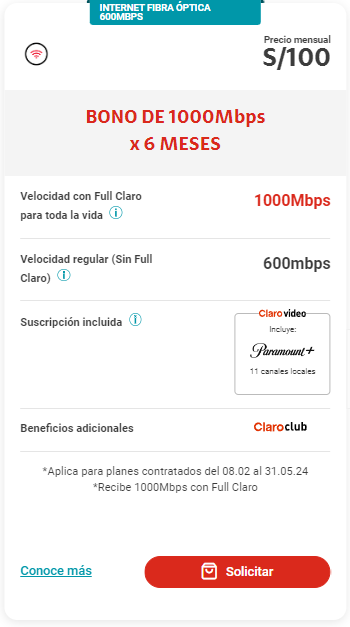 INTERNET FIBRA ÓPTICA
600MBPS
Precio mensual
S/100
BONO DE 1000Mbps
x 6 MESES
Velocidad con Full Claro
para toda la vida
1000Mbps
Velocidad regular (Sin Full
Claro)
600mbps
Suscripción incluida
Claro video
Incluye:
Paramount+
11 canales locales
Beneficios adicionales
Claroclub
*Aplica para planes contratados del 08.02 al 31.05.24
*Recibe 1000Mbps con Full Claro
Conoce más
Solicitar